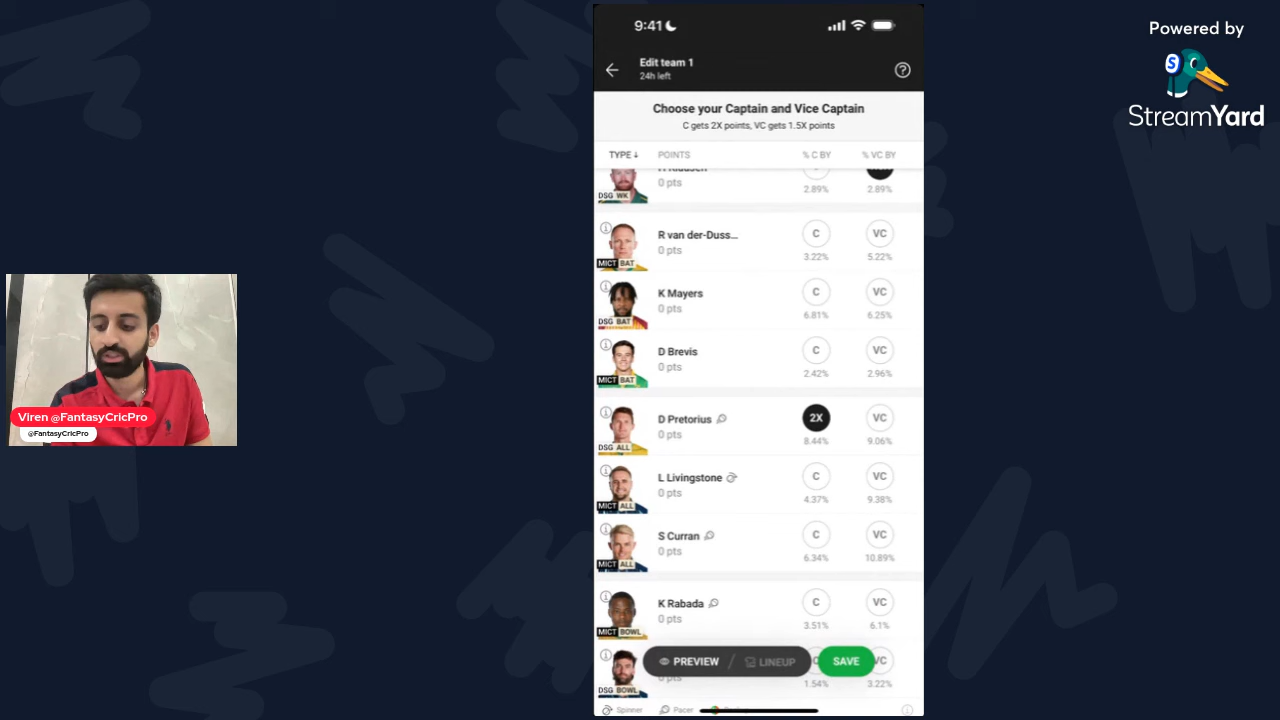 Powered by
StreamYard
9:41
Edit team 1
24h left
Choose your Captain and Vice Captain
C gets 2X points, VC gets 1.5X points
TYPE ↓ POINTS % C BY % VC BY
0 pts 2.89% 2.89%
DSG WK
R van der-Duss... C VC
0 pts 3.22% 5.22%
MICT BAT
K Mayers C VC
0 pts 6.81% 6.25%
DSG BAT
D Brevis C VC
0 pts 2.42% 2.96%
MICT BAT
D Pretorius 2X VC
0 pts 8.44% 9.06%
DSG ALL
L Livingstone C VC
0 pts 4.37% 9.38%
MICT ALL
S Curran C VC
0 pts 6.34% 10.89%
MICT ALL
K Rabada C VC
0 pts 3.51% 6.1%
MICT BOWL
PREVIEW / LINEUP SAVE VC
0 pts 1.54% 3.22%
DSG BOWL
Spinner Pacer
Viren @FantasyCricPro
@FantasyCricPro